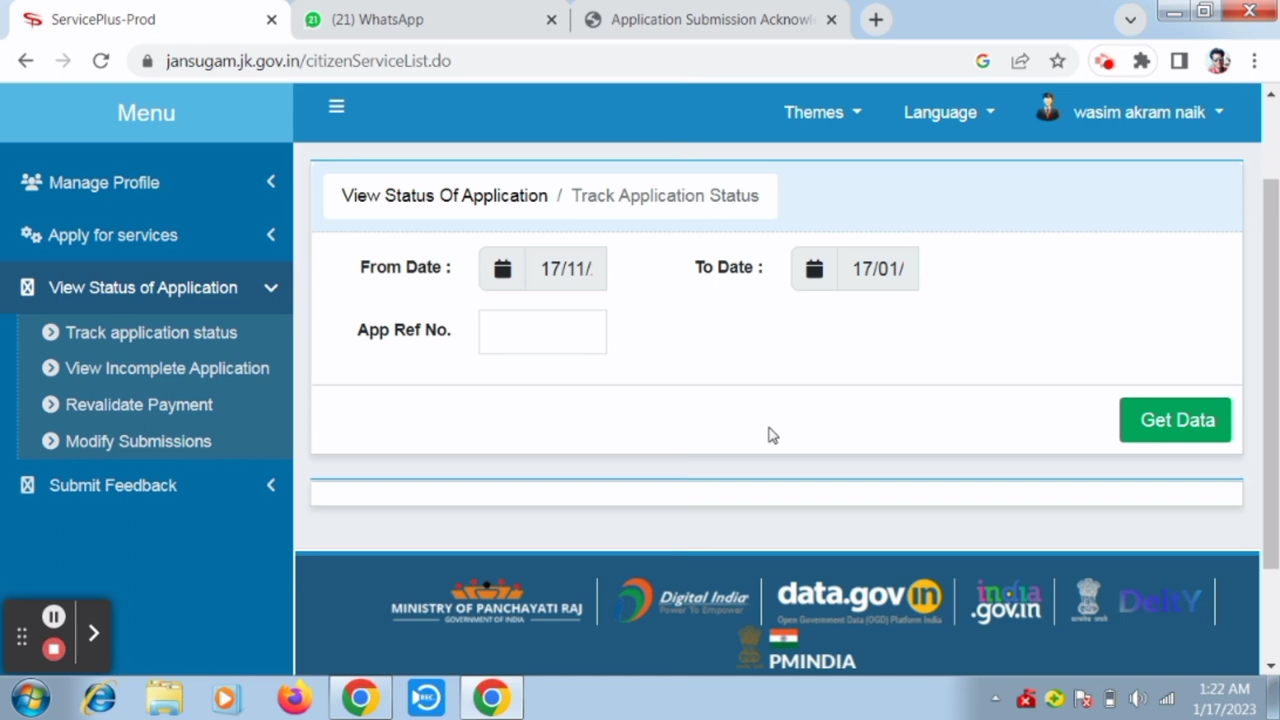 ServicePlus-Prod
21
(21) WhatsApp
Application Submission Acknowl
jansugam.jk.gov.in/citizenServiceList.do
Menu
Themes
Language
wasim akram naik
Manage Profile
Apply for services
View Status of Application
Track application status
View Incomplete Application
Revalidate Payment
Modify Submissions
Submit Feedback
View Status Of Application / Track Application Status
From Date :
17/11/
To Date :
17/01/
App Ref No.
Get Data
MINISTRY OF PANCHAYATI RAJ
GOVERNMENT OF INDIA
Digital India
Power To Empower
data.gov in
Open Government Data (OGD) Platform India
india
.gov.in
DeitY
PMINDIA
REC
1:22 AM
1/17/2023